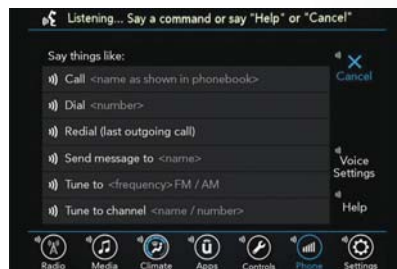 Listening... Say a command or say "Help" or "Cancel"
Say things like:
Call <name as shown in phonebook>
Dial <number>
Redial (last outgoing call)
Send message to <name>
Tune to <frequency> FM / AM
Tune to channel <name / number>
Cancel
Voice
Settings
Help
Radio
Media
Climate
Apps
Controls
Phone
Settings